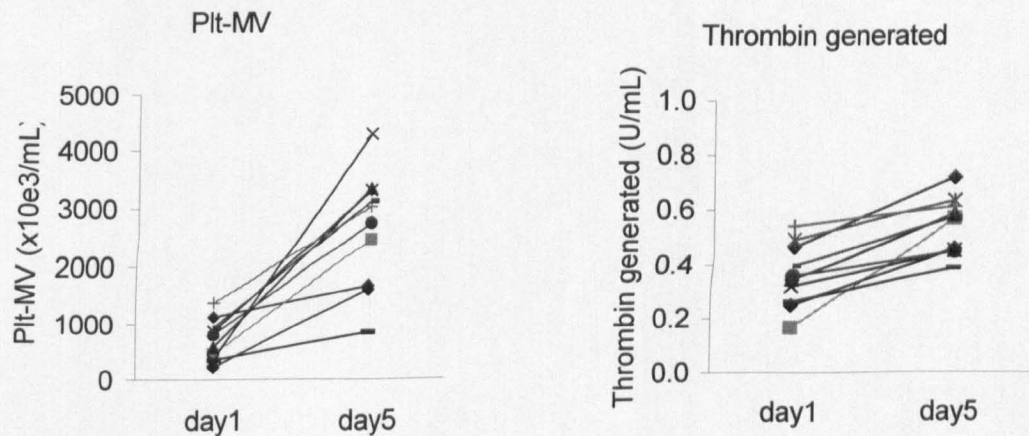 Plt-MV
Plt-MV (x10e3/mL)
5000
4000
3000
2000
1000
0
day1
day5
Thrombin generated
Thrombin generated (U/mL)
1.0
0.8
0.6
0.4
0.2
0.0
day1
day5